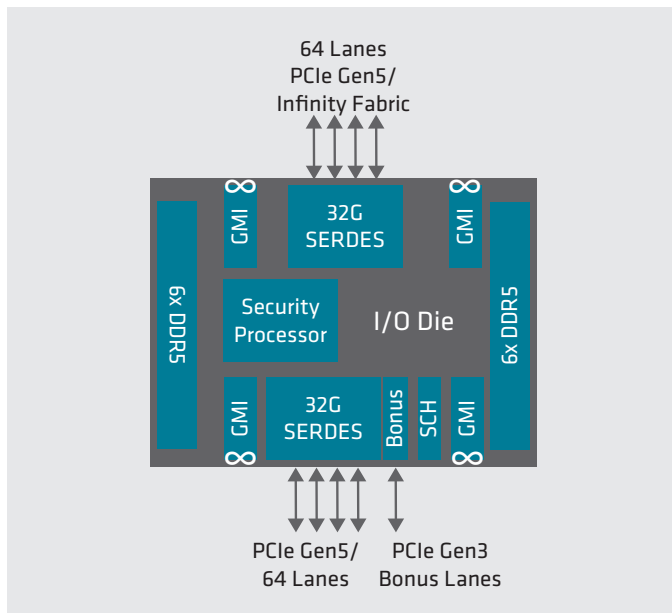 64 Lanes
PCIe Gen5/
Infinity Fabric
GMI
32G
SERDES
GMI
6x DDR5
Security
Processor
I/O Die
6x DDR5
GMI
32G
SERDES
Bonus
SCH
GMI
PCIe Gen5/
64 Lanes
PCIe Gen3
Bonus Lanes